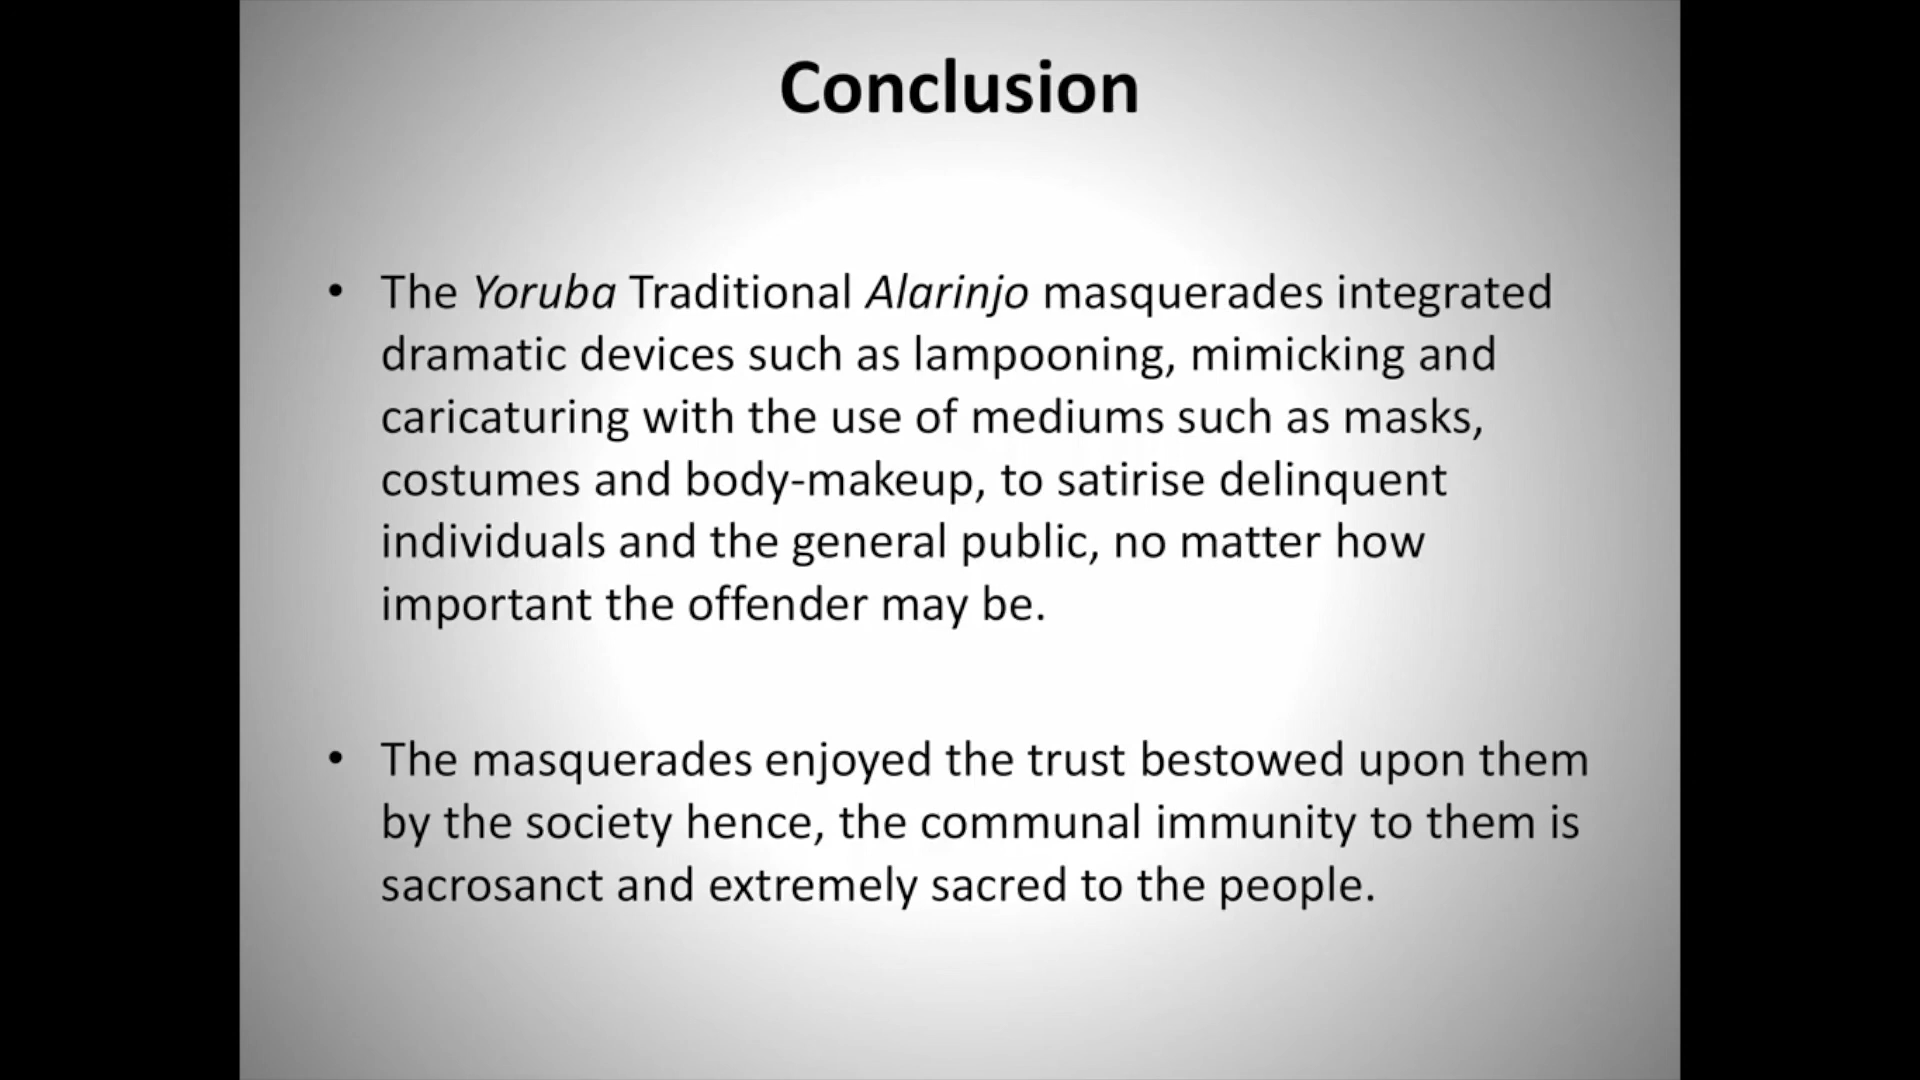 Conclusion
• The Yoruba Traditional Alarinjo masquerades integrated
dramatic devices such as lampooning, mimicking and
caricaturing with the use of mediums such as masks,
costumes and body-makeup, to satirise delinquent
individuals and the general public, no matter how
important the offender may be.
• The masquerades enjoyed the trust bestowed upon them
by the society hence, the communal immunity to them is
sacrosanct and extremely sacred to the people.